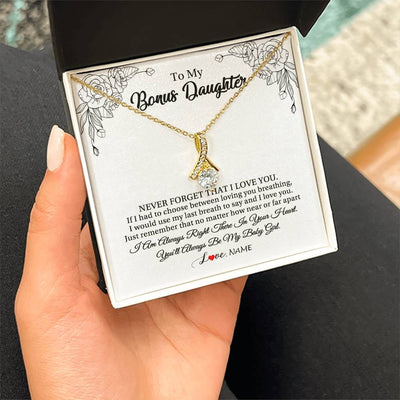 To My
Bonus Daughter
NEVER FORGET THAT I LOVE YOU.
If I had to choose between loving you breathing,
I would use my last breath to say and I love you.
Just remember that no matter how near or far apart
I Am Always Right There In Your Heart.
You'll Always Be My Baby Girl.
Love, NAME